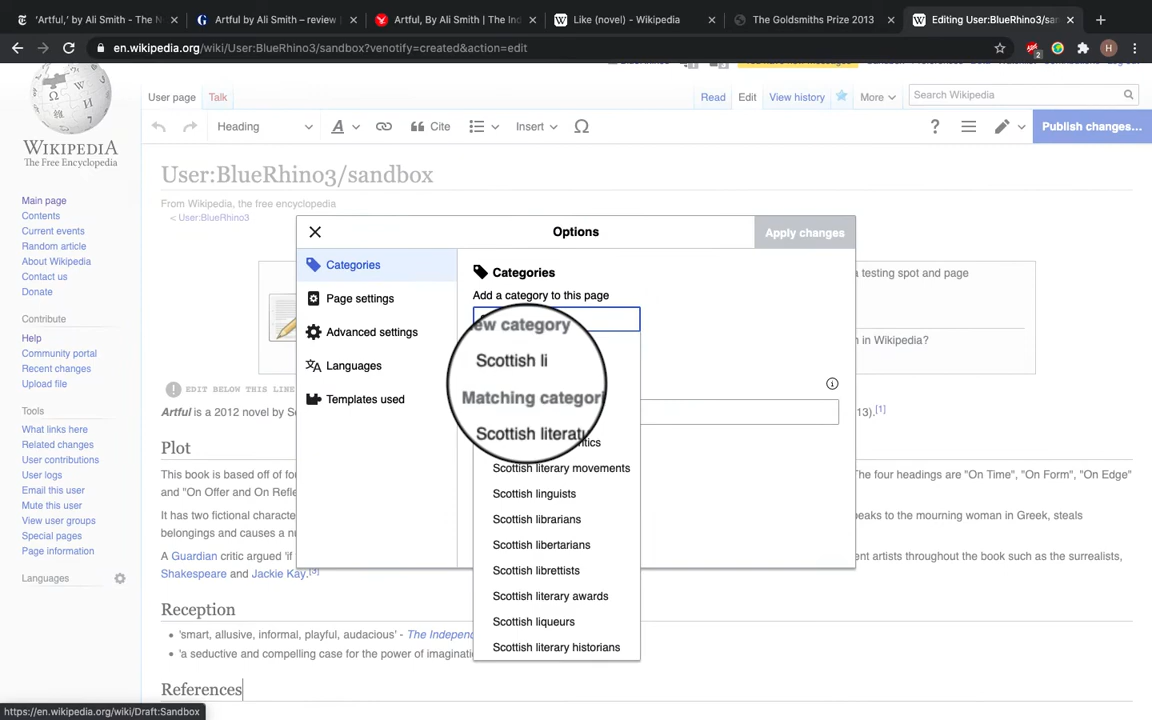 'Artful,' by Ali Smith - The N
Artful by Ali Smith – review |
Artful, By Ali Smith | The Ind
Like (novel) - Wikipedia
The Goldsmiths Prize 2013
Editing User:BlueRhino3/san
en.wikipedia.org/wiki/User:BlueRhino3/sandbox?venotify=created&action=edit
2
H
WIKIPEDIA
The Free Encyclopedia
User page
Talk
Read
Edit
View history
More
Search Wikipedia
Heading
A
Cite
Insert
Ω
?
Publish changes...
Main page
Contents
Current events
Random article
About Wikipedia
Contact us
Donate
Contribute
Help
Community portal
Recent changes
Upload file
Tools
What links here
Related changes
User contributions
User logs
Email this user
Mute this user
View user groups
Special pages
Page information
Languages
User:BlueRhino3/sandbox
From Wikipedia, the free encyclopedia
< User:BlueRhino3
a testing spot and page
in Wikipedia?
EDIT BELOW THIS LINE
Artful is a 2012 novel by S
13).[1]
Plot
This book is based off of fo
The four headings are "On Time", "On Form", "On Edge"
and "On Offer and On Refle
It has two fictional characte
peaks to the mourning woman in Greek, steals
belongings and causes a nu
A Guardian critic argued 'if
ent artists throughout the book such as the surrealists,
Shakespeare and Jackie Kay.[3]
Reception
'smart, allusive, informal, playful, audacious' - The Independ
'a seductive and compelling case for the power of imaginati
References
Options
Apply changes
Categories
Page settings
Advanced settings
Languages
Templates used
Categories
Add a category to this page
ew category
Scottish li
Matching categori
Scottish literatu
itics
Scottish literary movements
Scottish linguists
Scottish librarians
Scottish libertarians
Scottish librettists
Scottish literary awards
Scottish liqueurs
Scottish literary historians
https://en.wikipedia.org/wiki/Draft:Sandbox